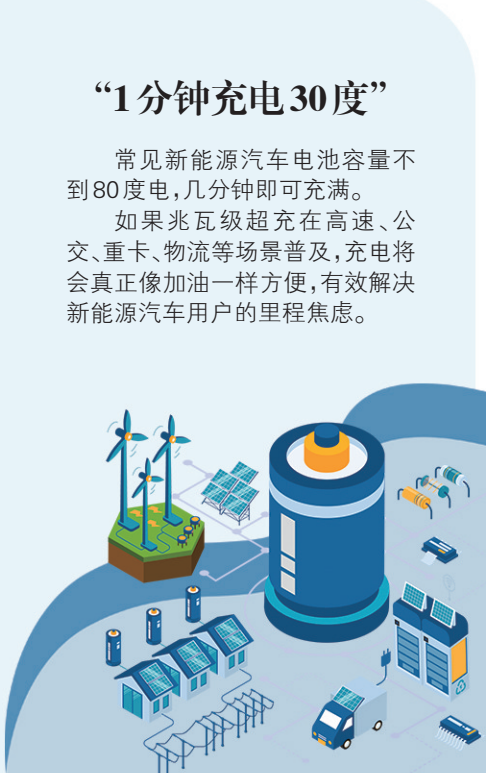 “1分钟充电30度”
常见新能源汽车电池容量不
到80度电,几分钟即可充满。
如果兆瓦级超充在高速、公
交、重卡、物流等场景普及,充电将
会真正像加油一样方便,有效解决
新能源汽车用户的里程焦虑。